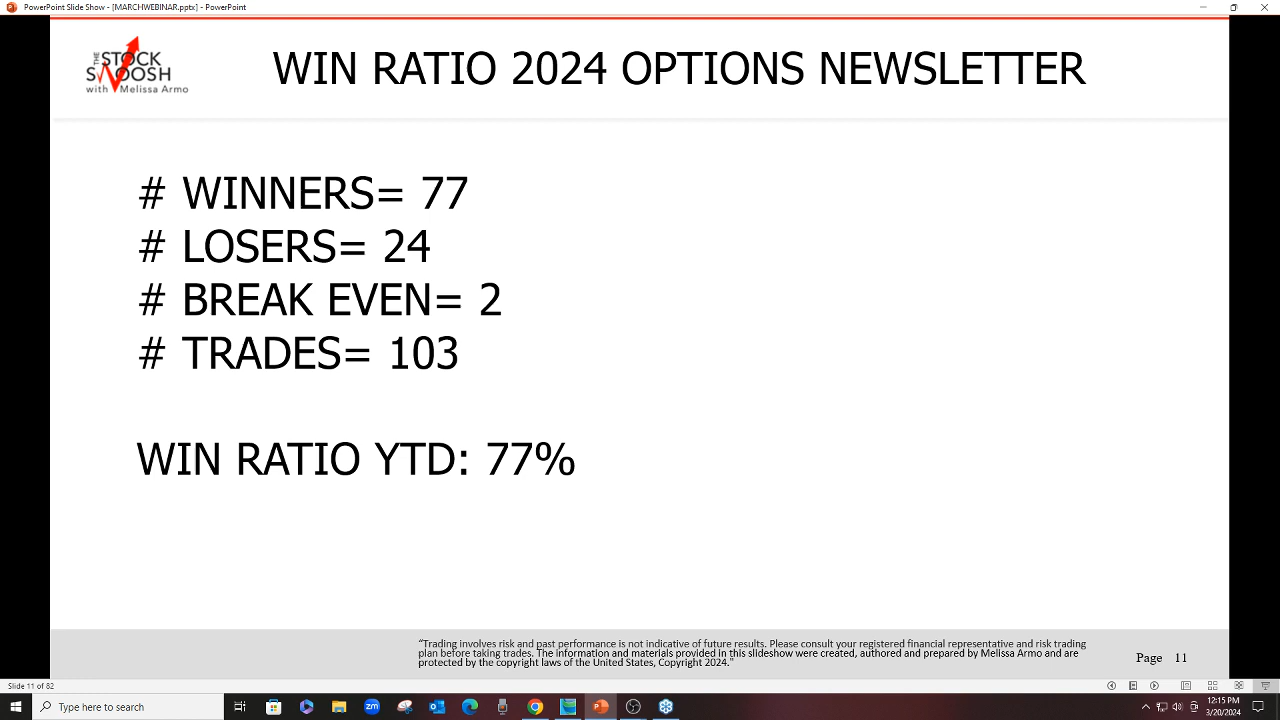 PowerPoint Slide Show - [MARCHWEBINAR.pptx] - PowerPoint
THE
STOCK
SWOOSH
with Melissa Armo
WIN RATIO 2024 OPTIONS NEWSLETTER
# WINNERS= 77
# LOSERS= 24
# BREAK EVEN= 2
# TRADES= 103
WIN RATIO YTD: 77%
"Trading involves risk and past performance is not indicative of future results. Please consult your registered financial representative and risk trading
plan before taking trades. The information and materials provided in this slideshow were created, authored and prepared by Melissa Armo and are
protected by the copyright laws of the United States, Copyright 2024."
Page 11
Slide 11 of 82
Type here to search
zm
12:15 PM
3/20/2024